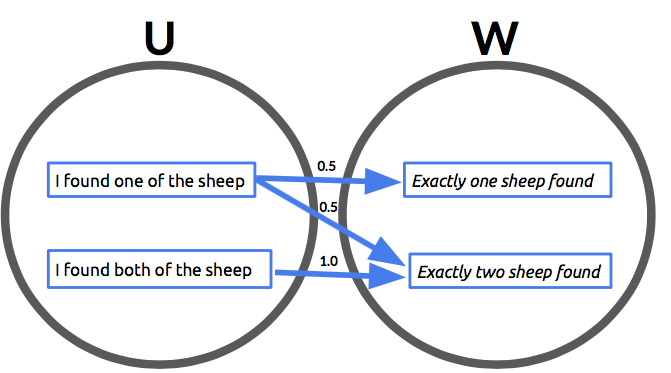 U
W
I found one of the sheep
0.5
Exactly one sheep found
0.5
I found both of the sheep
1.0
Exactly two sheep found